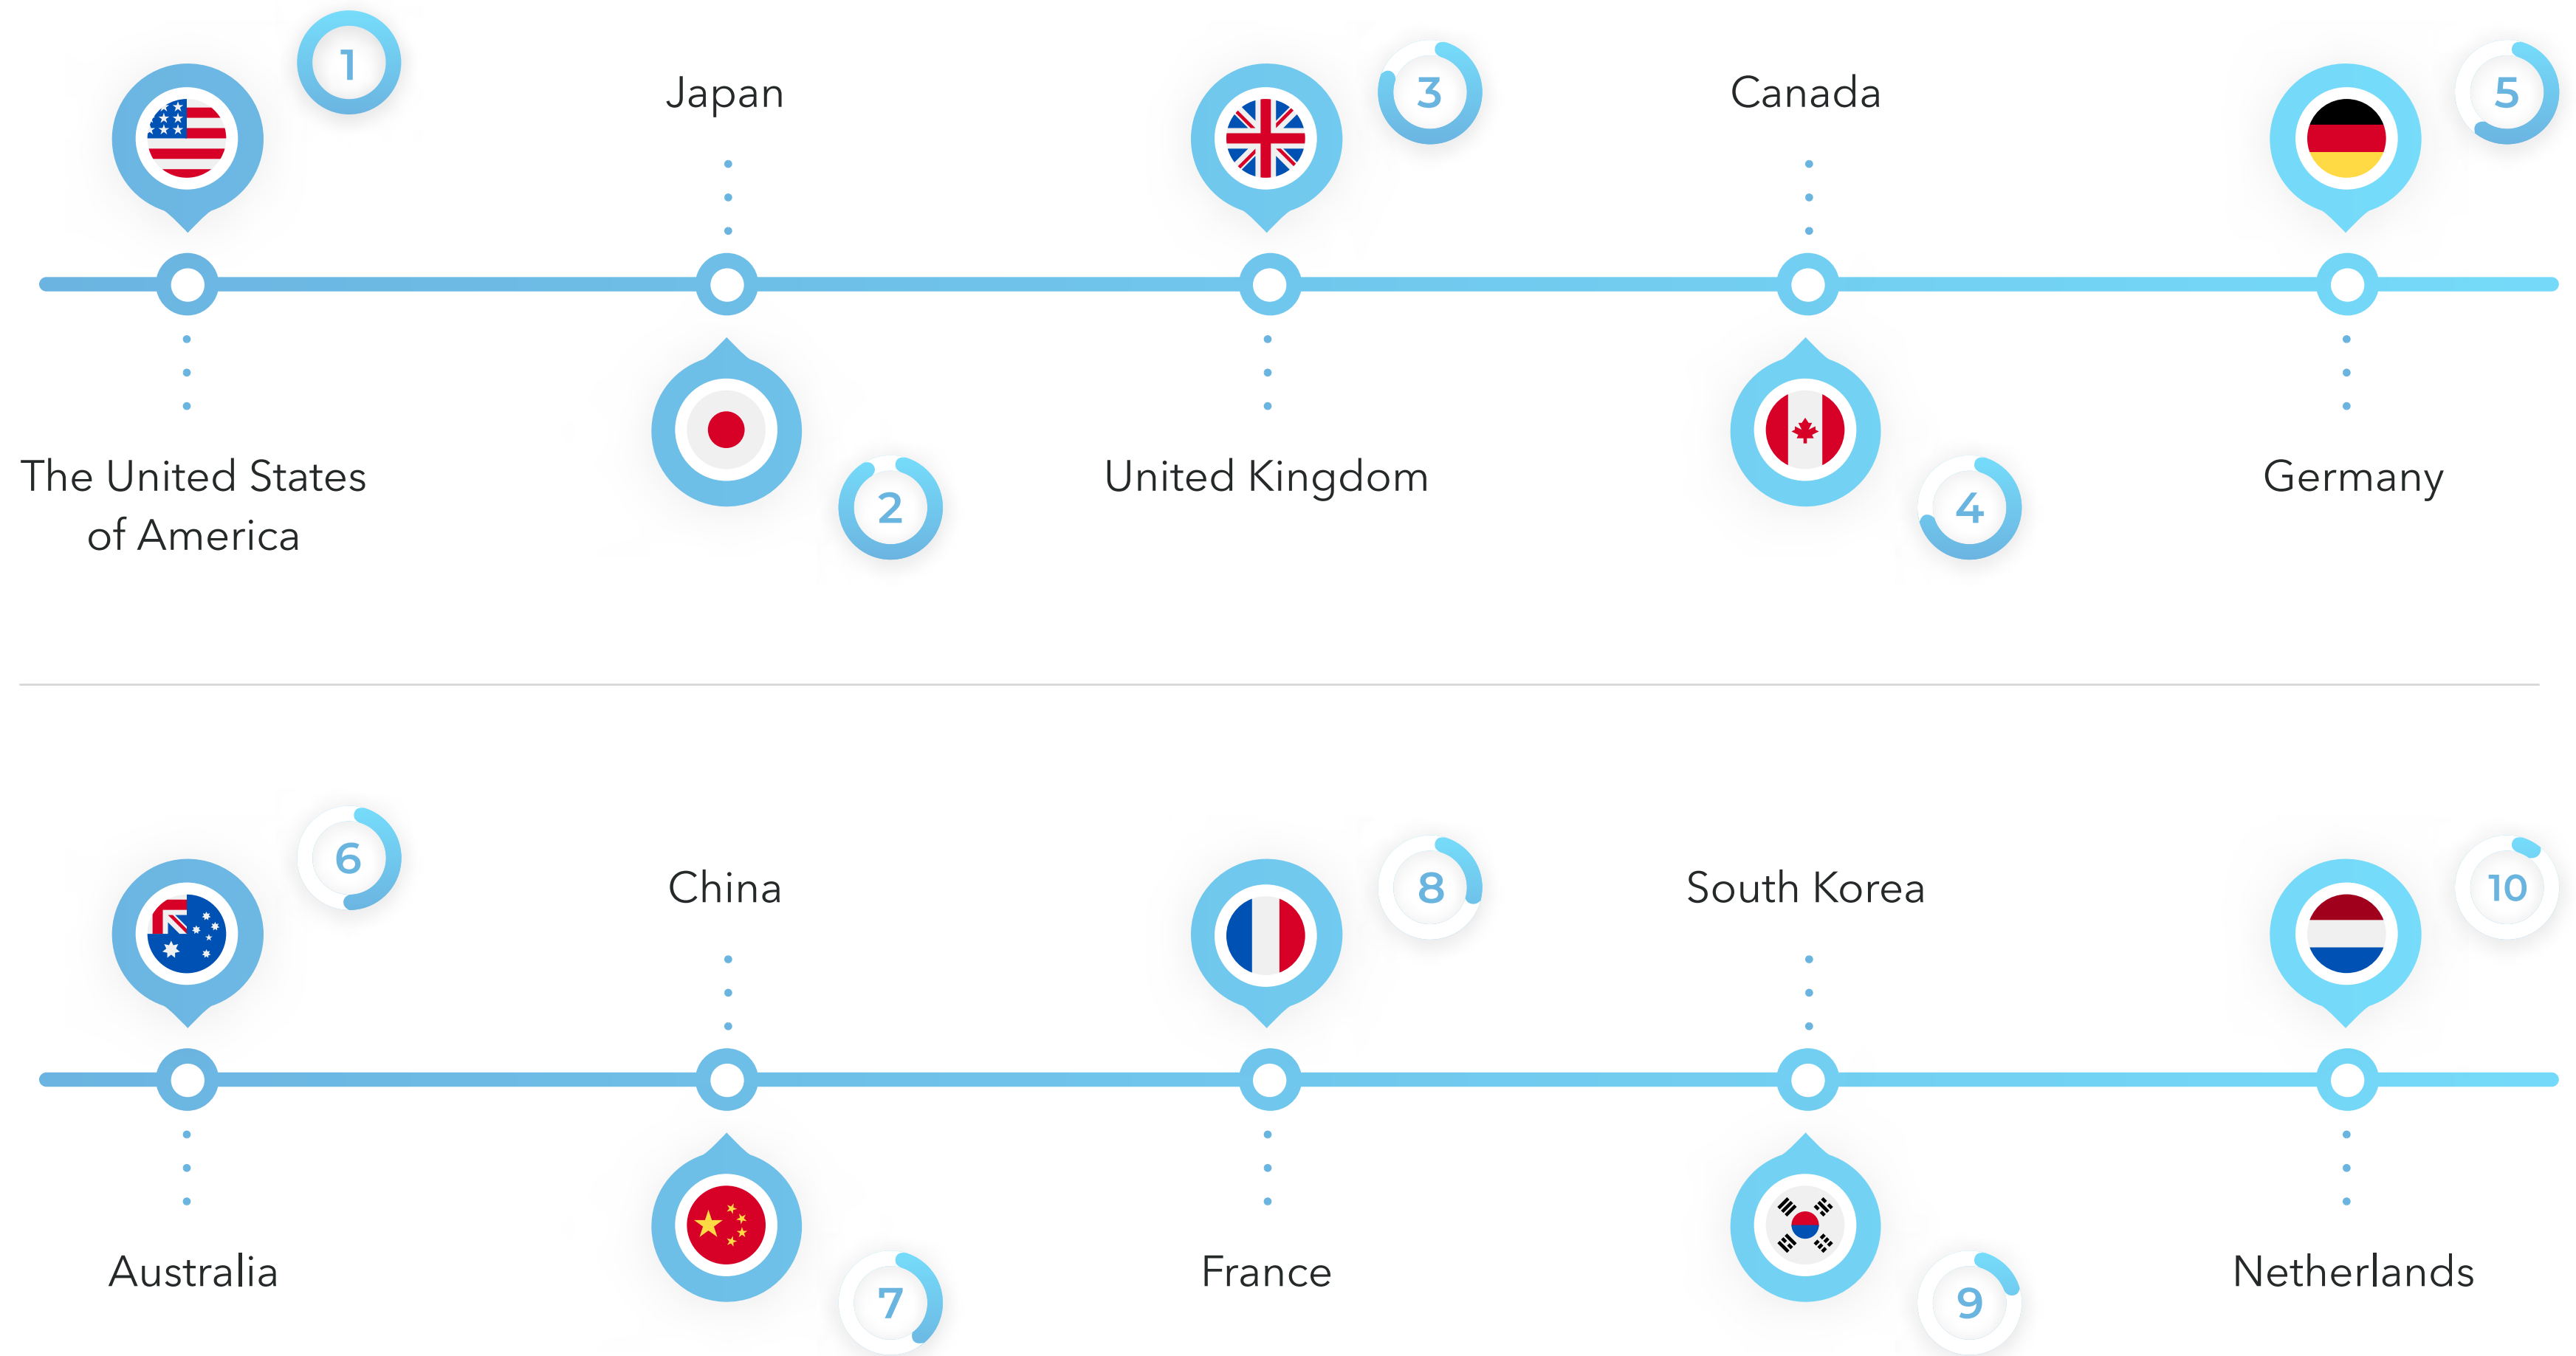 1
The United States
of America
Japan
2
3
United Kingdom
Canada
4
5
Germany
6
Australia
China
7
8
France
South Korea
9
10
Netherlands